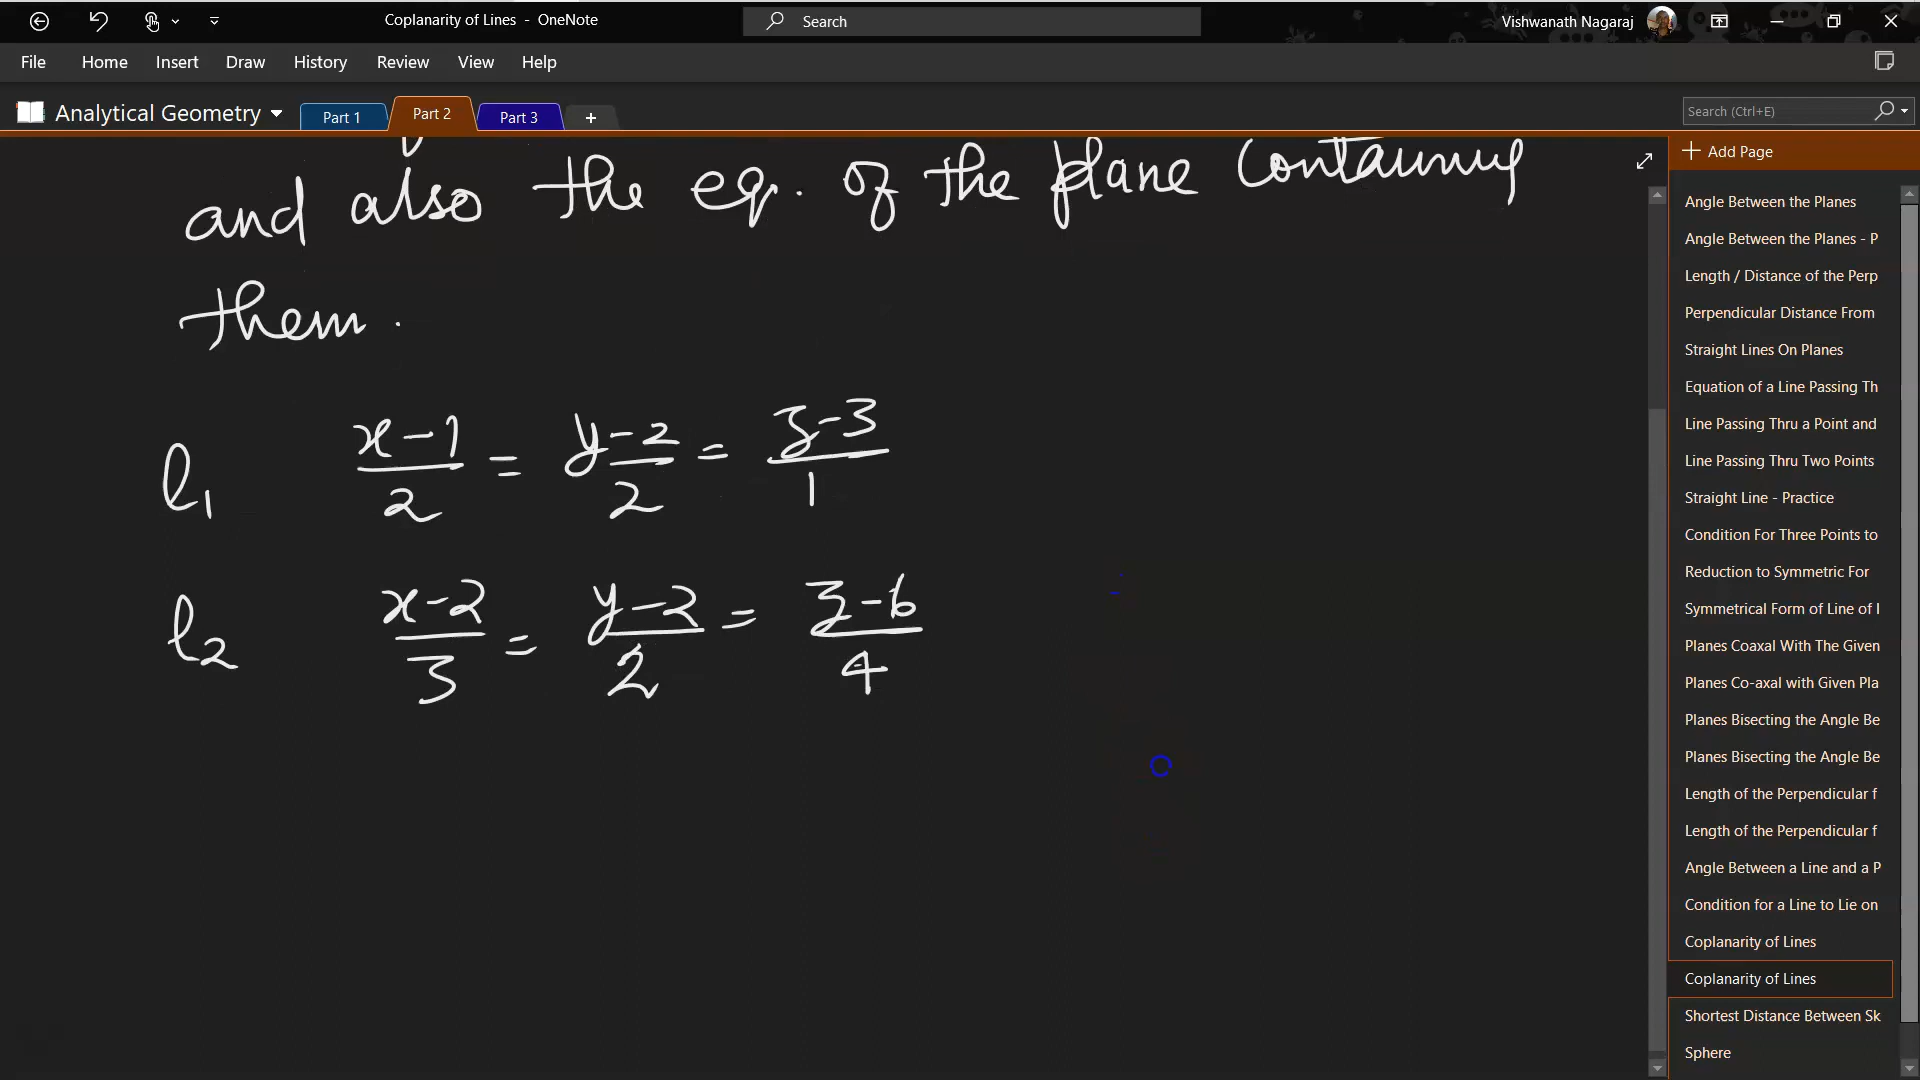 Coplanarity of Lines - OneNote
Search
Vishwanath Nagaraj
File Home Insert Draw History Review View Help
Analytical Geometry Part 1 Part 2 Part 3 +
Search (Ctrl+E)
Add Page
and also the eq. of the plane containing
them.
l₁ x-1/2 = y-2/2 = z-3/1
l₂ x-2/3 = y-2/2 = z-6/4
Angle Between the Planes
Angle Between the Planes - P
Length / Distance of the Perp
Perpendicular Distance From
Straight Lines On Planes
Equation of a Line Passing Th
Line Passing Thru a Point and
Line Passing Thru Two Points
Straight Line - Practice
Condition For Three Points to
Reduction to Symmetric For
Symmetrical Form of Line of I
Planes Coaxal With The Given
Planes Co-axal with Given Pla
Planes Bisecting the Angle Be
Planes Bisecting the Angle Be
Length of the Perpendicular f
Length of the Perpendicular f
Angle Between a Line and a P
Condition for a Line to Lie on
Coplanarity of Lines
Coplanarity of Lines
Shortest Distance Between Sk
Sphere